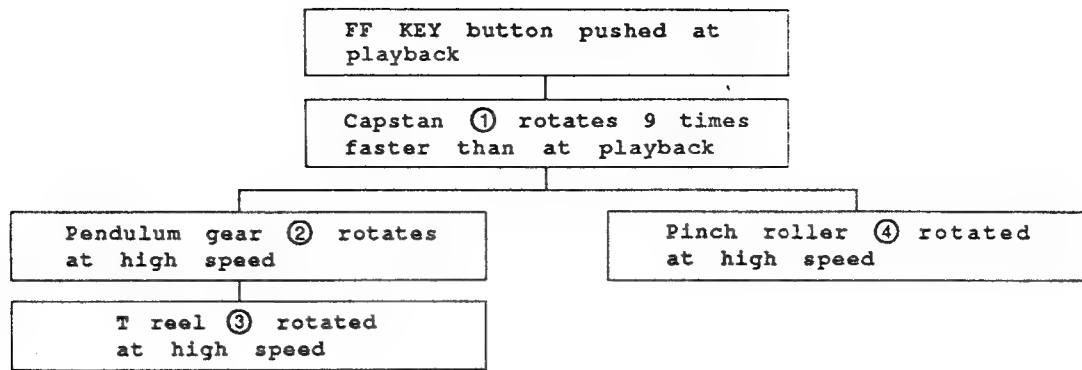 FF KEY button pushed at
playback
Capstan ① rotates 9 times
faster than at playback
Pendulum gear ② rotates
at high speed
Pinch roller ④ rotated
at high speed
T reel ③ rotated
at high speed